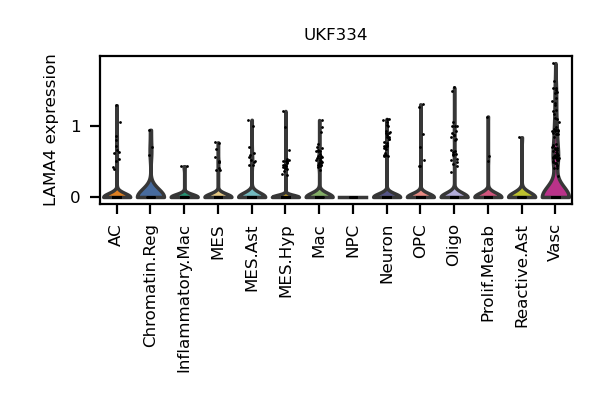 UKF334
LAMA4 expression
1
0
AC
Chromatin.Reg
Inflammatory.Mac
MES
MES.Ast
MES.Hyp
Mac
NPC
Neuron
OPC
Oligo
Prolif.Metab
Reactive.Ast
Vasc